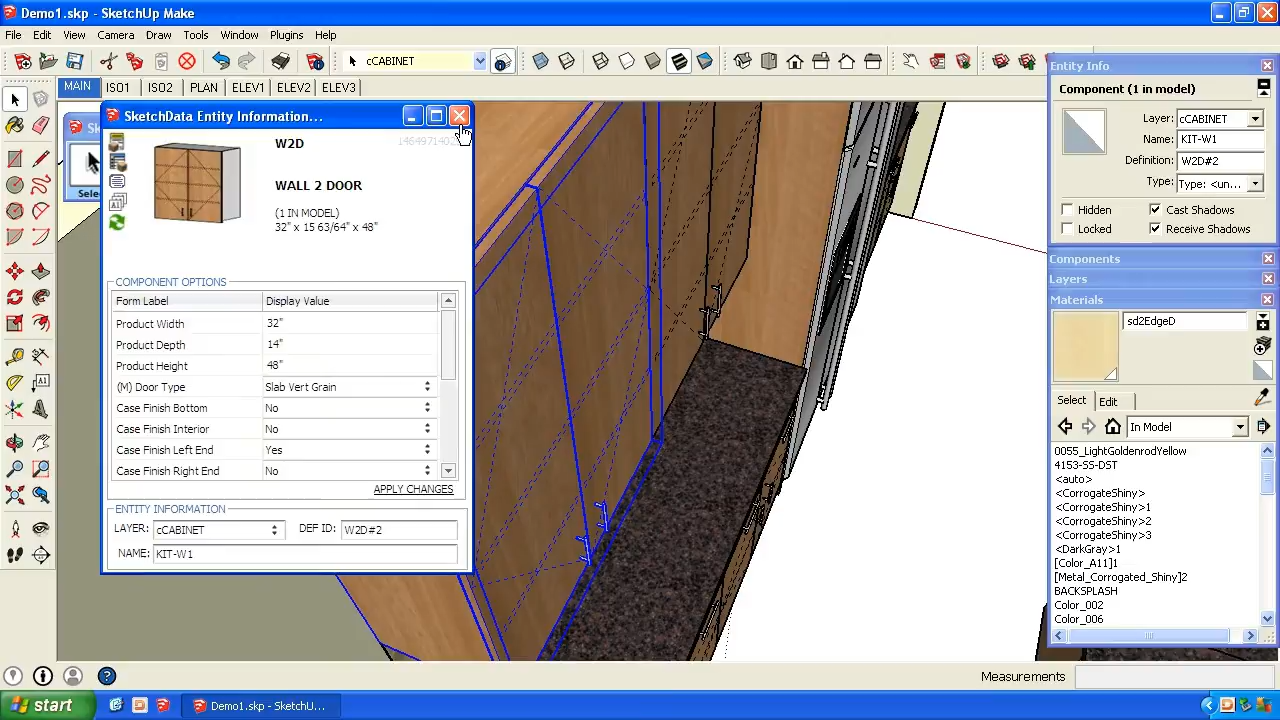 Demo1.skp - SketchUp Make
File Edit View Camera Draw Tools Window Plugins Help
cCABINET
MAIN ISO1 ISO2 PLAN ELEV1 ELEV2 ELEV3
SketchData Entity Information...
W2D
WALL 2 DOOR
(1 IN MODEL)
32" x 15 63/64" x 48"
COMPONENT OPTIONS
Form Label Display Value
Product Width 32"
Product Depth 14"
Product Height 48"
(M) Door Type Slab Vert Grain
Case Finish Bottom No
Case Finish Interior No
Case Finish Left End Yes
Case Finish Right End No
APPLY CHANGES
ENTITY INFORMATION
LAYER: cCABINET DEF ID: W2D#2
NAME: KIT-W1
Sk
Sele
Entity Info
Component (1 in model)
Layer: cCABINET
Name: KIT-W1
Definition: W2D#2
Type: Type: <un...
Hidden Cast Shadows
Locked Receive Shadows
Components
Layers
Materials
sd2EdgeD
Select Edit
In Model
0055_LightGoldenrodYellow
4153-SS-DST
<auto>
<CorrogateShiny>
<CorrogateShiny>1
<CorrogateShiny>2
<CorrogateShiny>3
<DarkGray>1
[Color_A11]1
[Metal_Corrogated_Shiny]2
BACKSPLASH
Color_002
Color_006
Measurements
start Demo1.skp - SketchU...